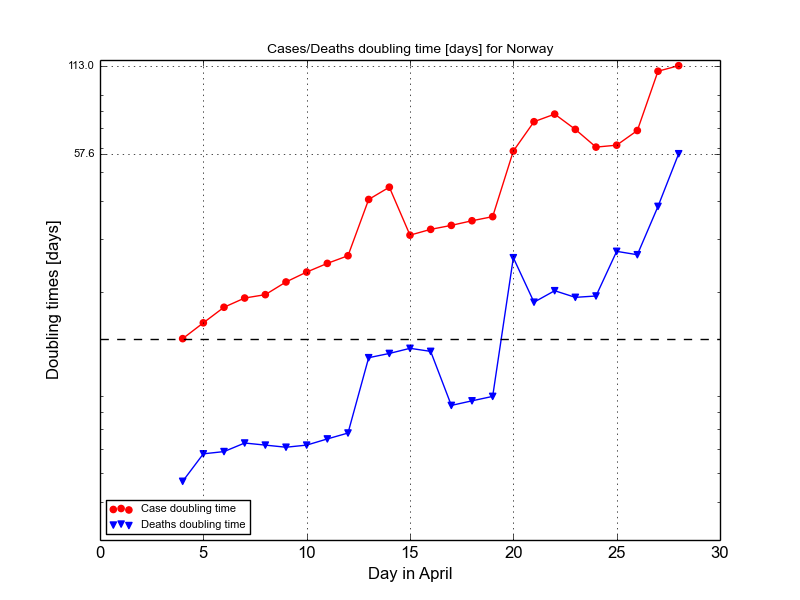 Cases/Deaths doubling time [days] for Norway
113.0
57.6
Doubling times [days]
Case doubling time
Deaths doubling time
0 5 10 15 20 25 30
Day in April